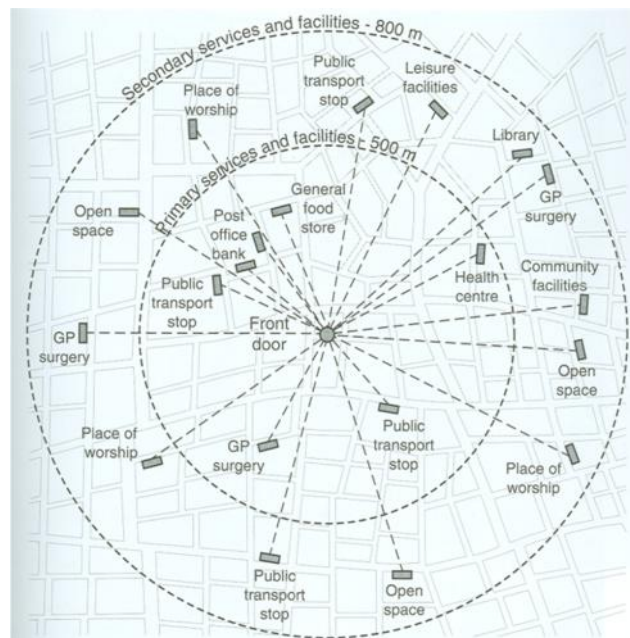 Secondary services and facilities - 800 m
Public
transport
stop
Leisure
facilities
Place of
worship
Primary services and facilities - 500 m
Library
GP
surgery
Open
space
General
food
store
Post
office
bank
Health
centre
Community
facilities
Public
transport
stop
Front
door
GP
surgery
Open
space
Public
transport
stop
Place of
worship
GP
surgery
Place of
worship
Public
transport
stop
Open
space